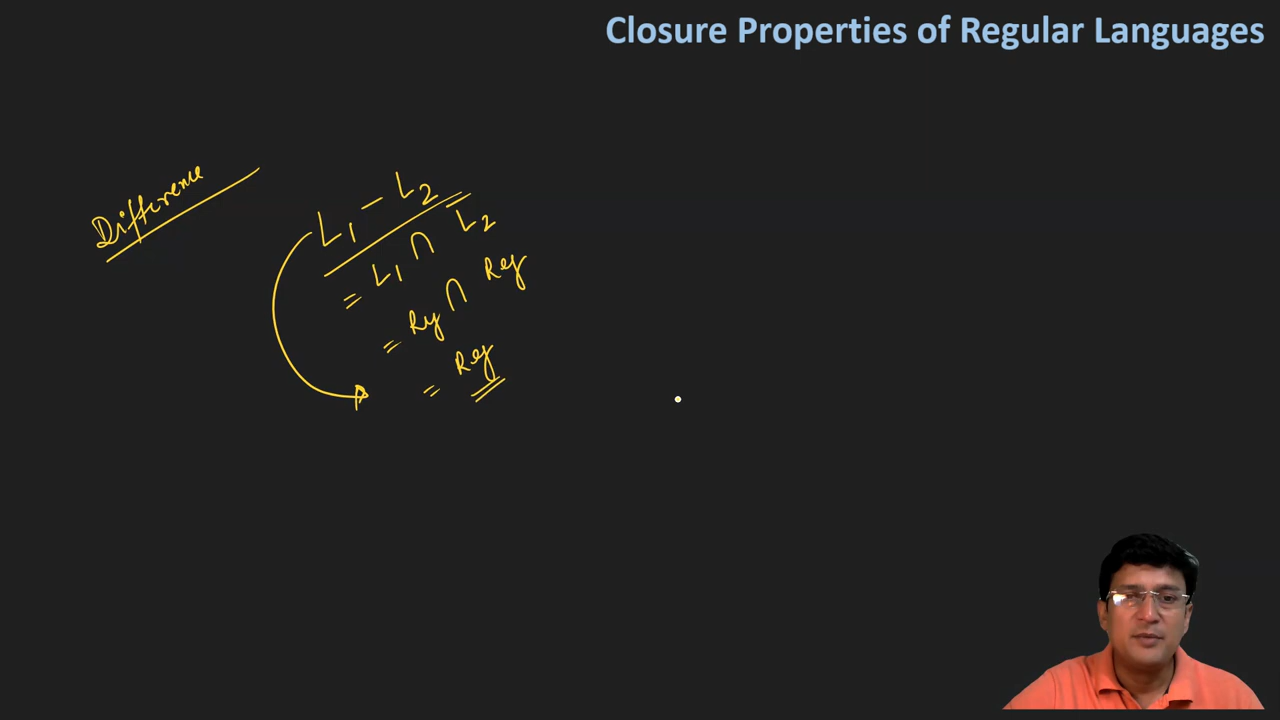 Closure Properties of Regular Languages
Difference
L₁ - L₂
= L₁ ∩ L̅₂
= Reg ∩ Reg
= Reg